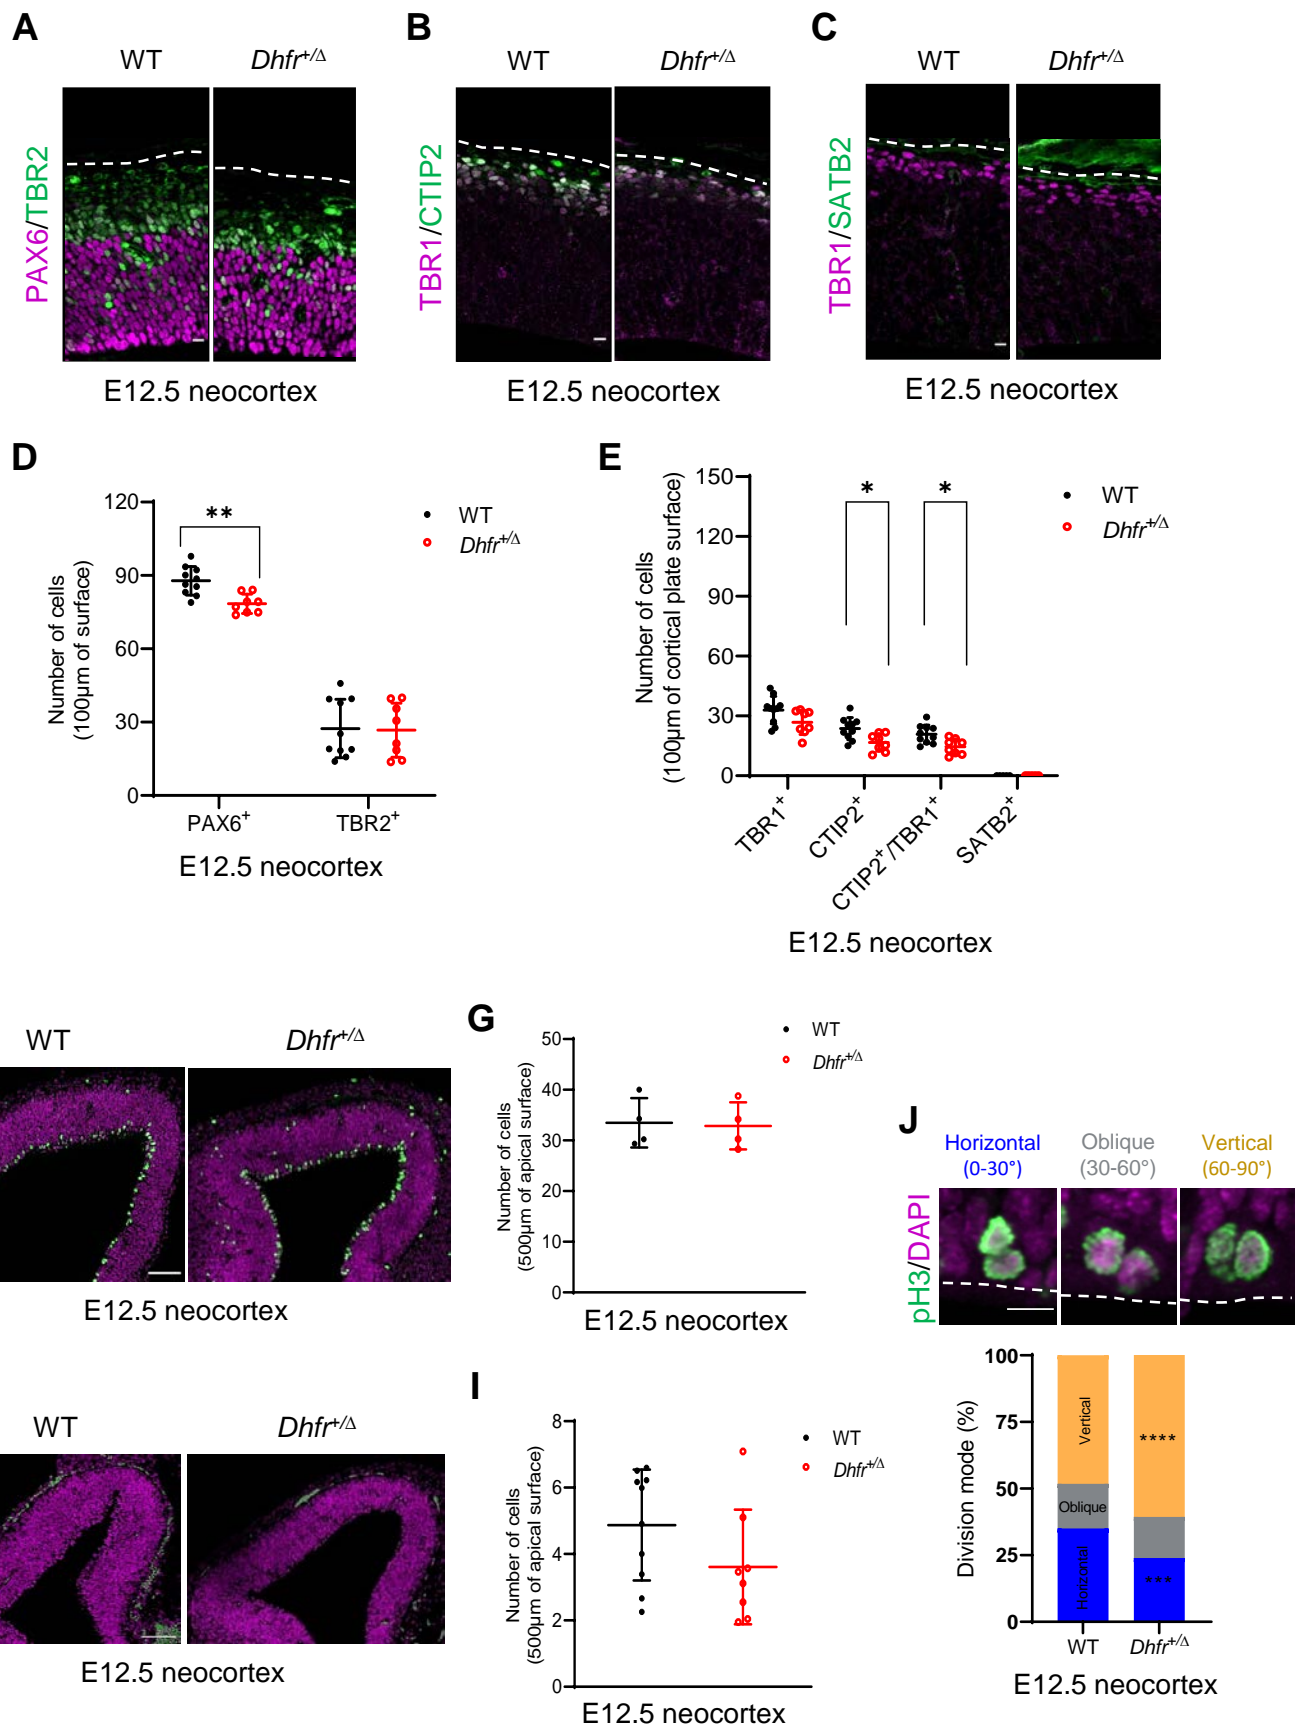 A
WT
Dhfr+/Δ
PAX6/TBR2
E12.5 neocortex
B
WT
Dhfr+/Δ
TBR1/CTIP2
E12.5 neocortex
C
WT
Dhfr+/Δ
TBR1/SATB2
E12.5 neocortex
D
Number of cells
(100µm of surface)
120
90
60
30
0
**
WT
Dhfr+/Δ
PAX6+
TBR2+
E12.5 neocortex
E
Number of cells
(100µm of cortical plate surface)
150
120
90
60
30
0
*
*
WT
Dhfr+/Δ
TBR1+
CTIP2+
CTIP2+/TBR1+
SATB2+
E12.5 neocortex
WT
Dhfr+/Δ
E12.5 neocortex
G
Number of cells
(500µm of apical surface)
50
40
30
20
10
0
WT
Dhfr+/Δ
E12.5 neocortex
WT
Dhfr+/Δ
E12.5 neocortex
I
Number of cells
(500µm of apical surface)
8
6
4
2
0
WT
Dhfr+/Δ
E12.5 neocortex
J
Horizontal
(0-30°)
Oblique
(30-60°)
Vertical
(60-90°)
pH3/DAPI
Division mode (%)
100
75
50
25
0
Vertical
Oblique
Horizontal
****
***
WT
Dhfr+/Δ
E12.5 neocortex